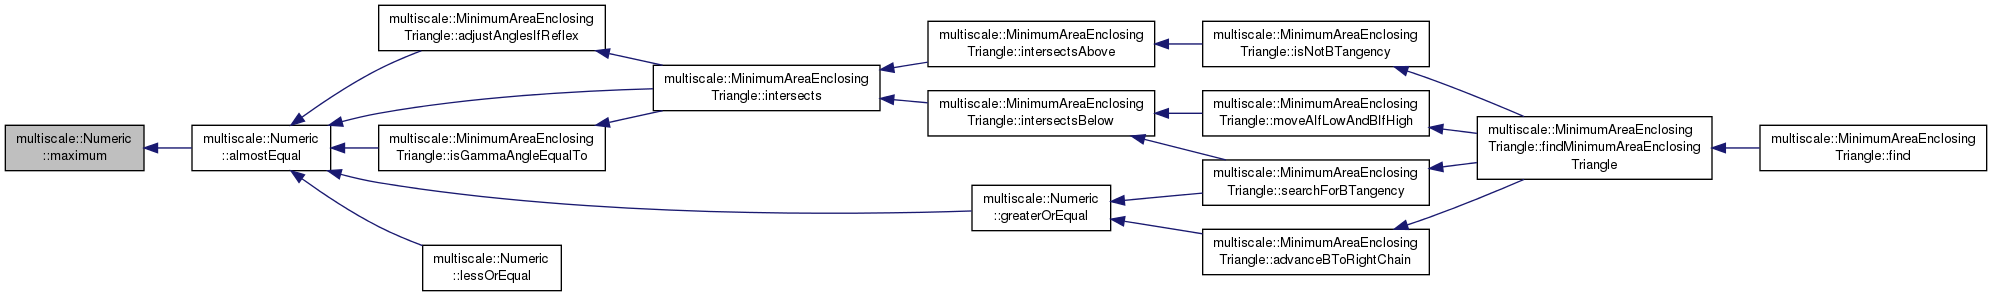 multiscale::Numeric
::maximum
multiscale::Numeric
::almostEqual
multiscale::MinimumAreaEnclosing
Triangle::adjustAnglesIfReflex
multiscale::MinimumAreaEnclosing
Triangle::isGammaAngleEqualTo
multiscale::Numeric
::lessOrEqual
multiscale::MinimumAreaEnclosing
Triangle::intersects
multiscale::MinimumAreaEnclosing
Triangle::intersectsAbove
multiscale::MinimumAreaEnclosing
Triangle::intersectsBelow
multiscale::Numeric
::greaterOrEqual
multiscale::MinimumAreaEnclosing
Triangle::isNotBTangency
multiscale::MinimumAreaEnclosing
Triangle::moveAIfLowAndBIfHigh
multiscale::MinimumAreaEnclosing
Triangle::searchForBTangency
multiscale::MinimumAreaEnclosing
Triangle::advanceBToRightChain
multiscale::MinimumAreaEnclosing
Triangle::findMinimumAreaEnclosing
Triangle
multiscale::MinimumAreaEnclosing
Triangle::find